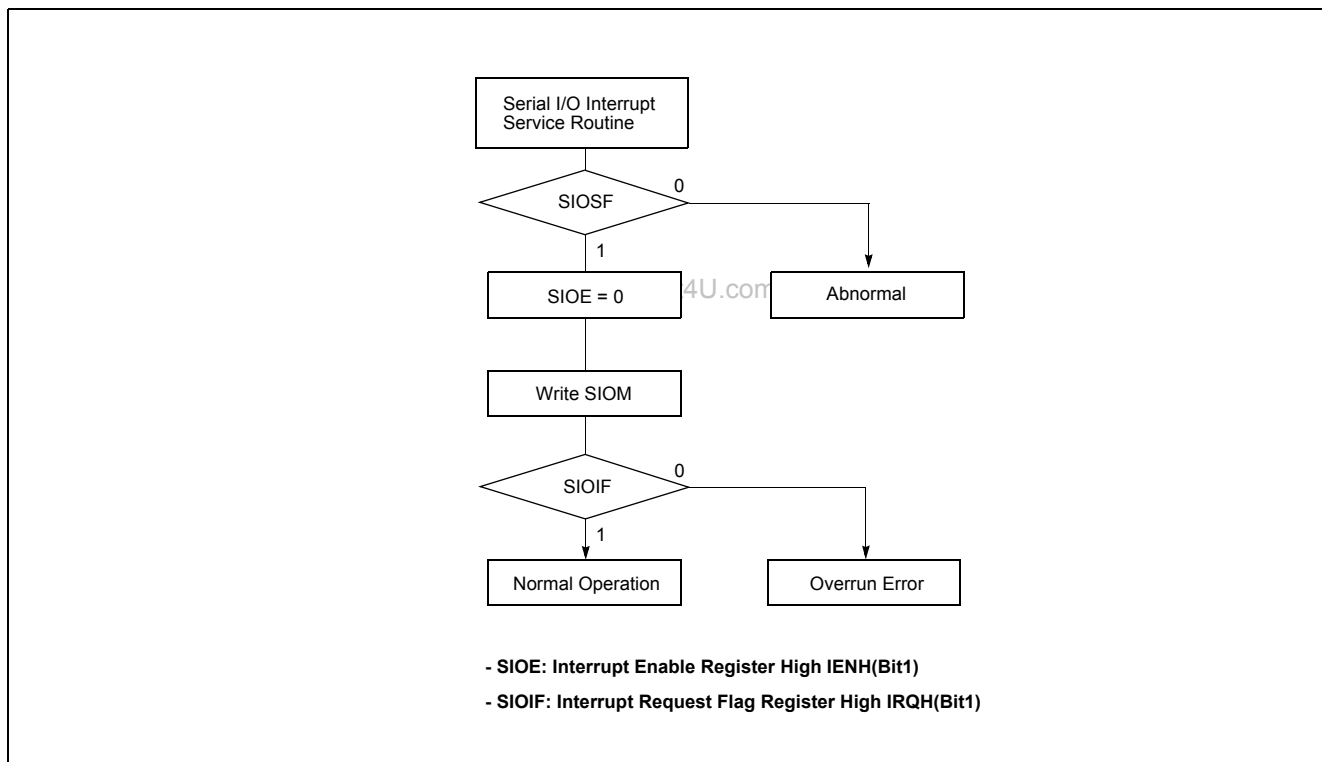 Serial I/O Interrupt
Service Routine
SIOSF
0
1
SIOE = 0
4U.com
Abnormal
Write SIOM
SIOIF
0
1
Normal Operation
Overrun Error
- SIOE: Interrupt Enable Register High IENH(Bit1)
- SIOIF: Interrupt Request Flag Register High IRQH(Bit1)